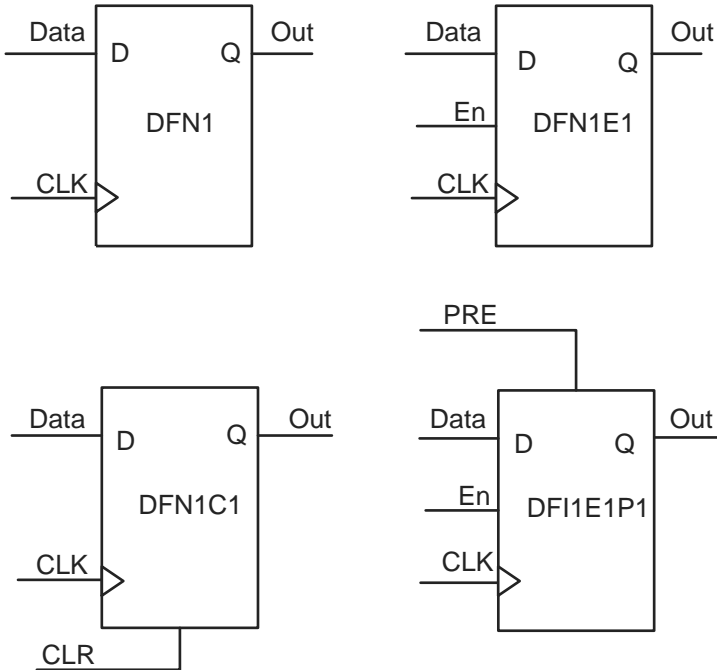 Data
D
Q
Out
DFN1
CLK
Data
D
Q
Out
En
DFN1E1
CLK
Data
D
Q
Out
DFN1C1
CLK
CLR
PRE
Data
D
Q
Out
En
DFI1E1P1
CLK